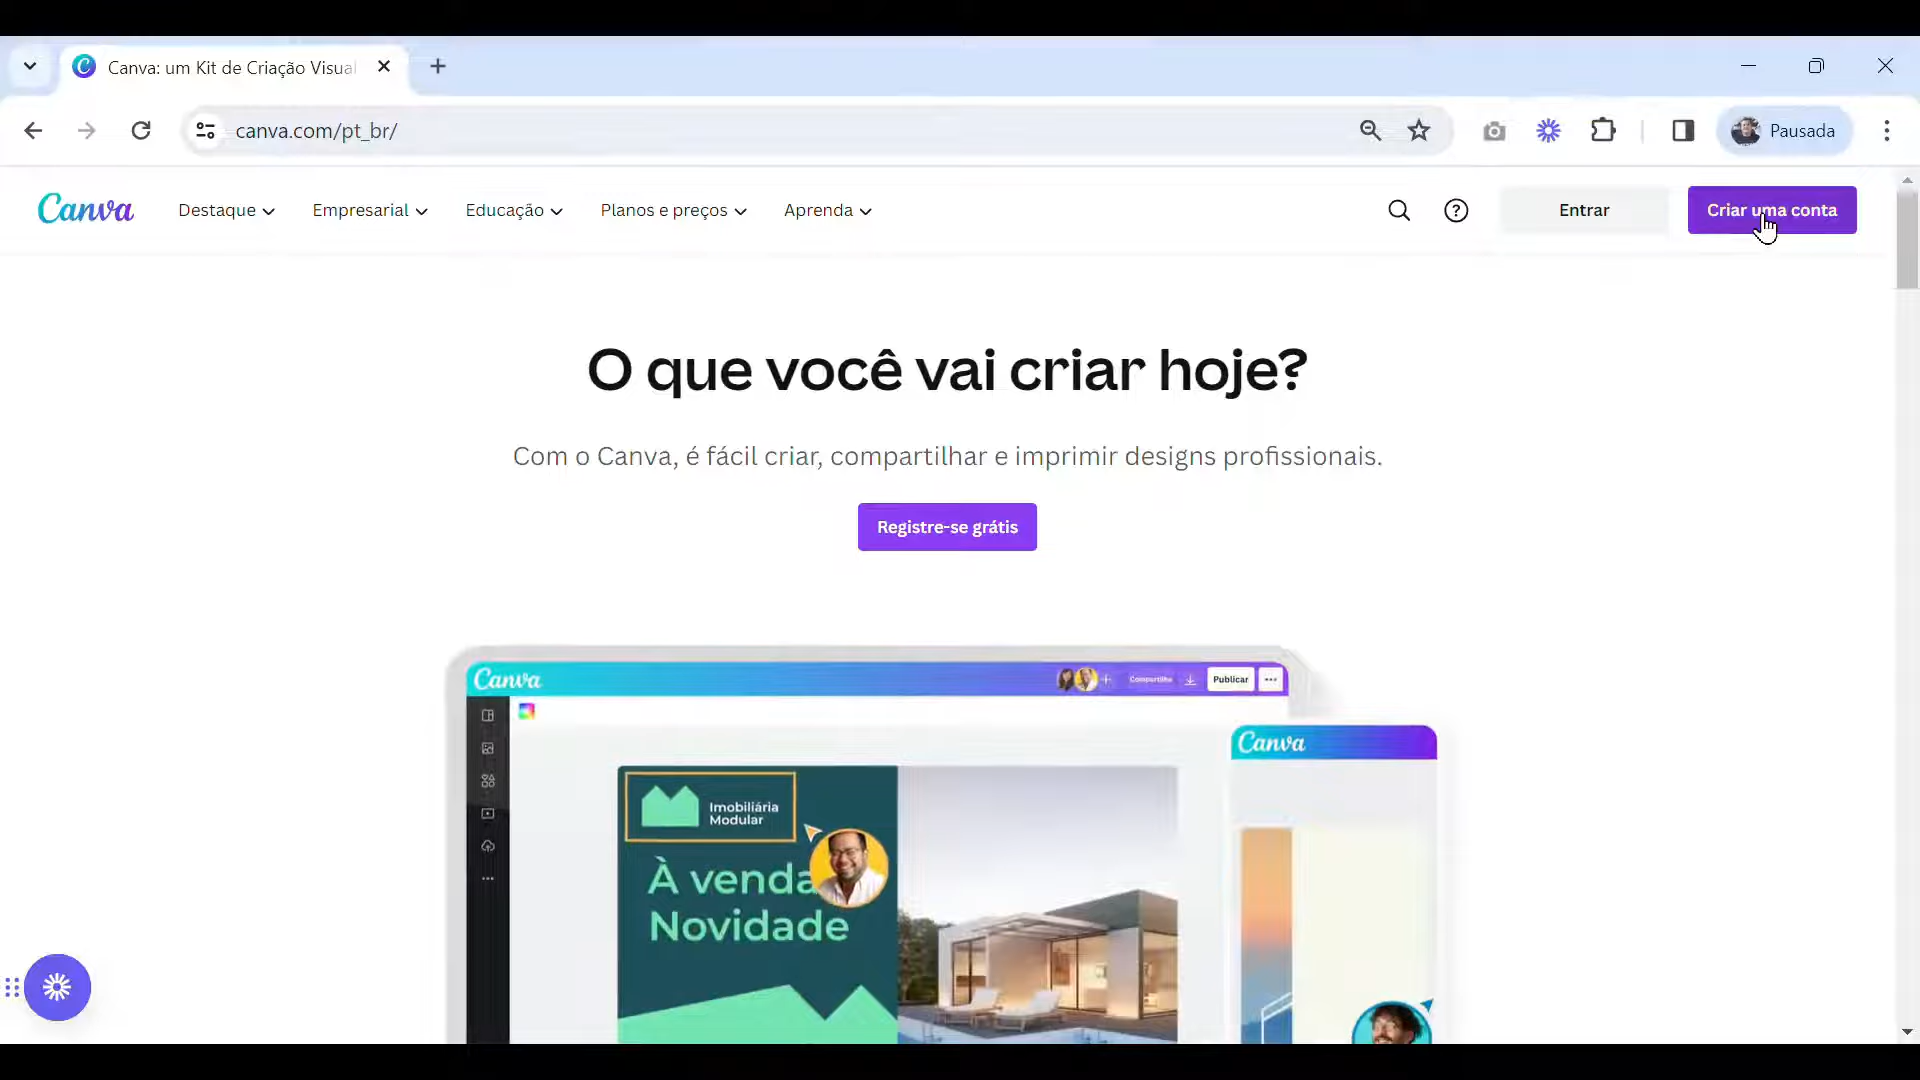 Canva: um Kit de Criação Visual
canva.com/pt_br/
Pausada
Canva
Destaque
Empresarial
Educação
Planos e preços
Aprenda
Entrar
Criar uma conta
O que você vai criar hoje?
Com o Canva, é fácil criar, compartilhar e imprimir designs profissionais.
Registre-se grátis
Canva
Compartilhe
Publicar
Canva
Imobiliária
Modular
À venda
Novidade